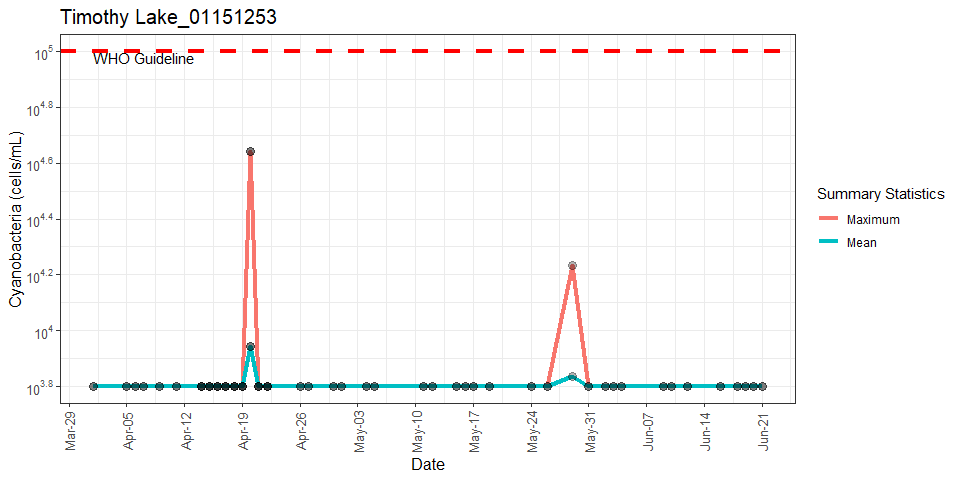 Timothy Lake_01151253
10^5
WHO Guideline
10^4.8
10^4.6
10^4.4
10^4.2
10^4
10^3.8
Cyanobacteria (cells/mL)
Mar-29
Apr-05
Apr-12
Apr-19
Apr-26
May-03
May-10
May-17
May-24
May-31
Jun-07
Jun-14
Jun-21
Date
Summary Statistics
Maximum
Mean